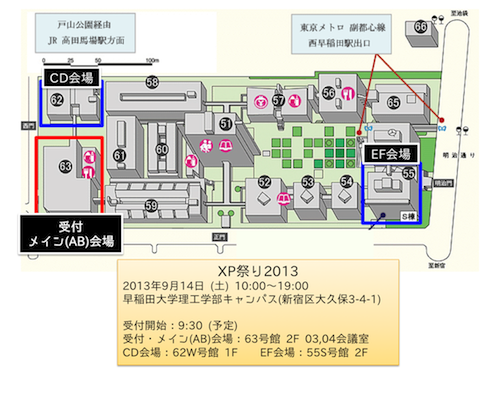 戸山公園経由
JR 高田馬場駅方面
東京メトロ 副都心線
西早稲田駅出口
至池袋
66
0 50 100m
CD会場
62
58
57
56
65
51
西門
63
61
60
59
Ex2
Ex3
明治通り
EF会場
52
53
54
55
S棟
明治門
正門
受付
メイン(AB)会場
至新宿
XP祭り2013
2013年9月14日 (土) 10:00〜19:00
早稲田大学理工学部キャンパス(新宿区大久保3-4-1)
受付開始:9:30 (予定)
受付・メイン(AB)会場:63号館 2F 03,04会議室
CD会場:62W号館 1F EF会場:55S号館 2F